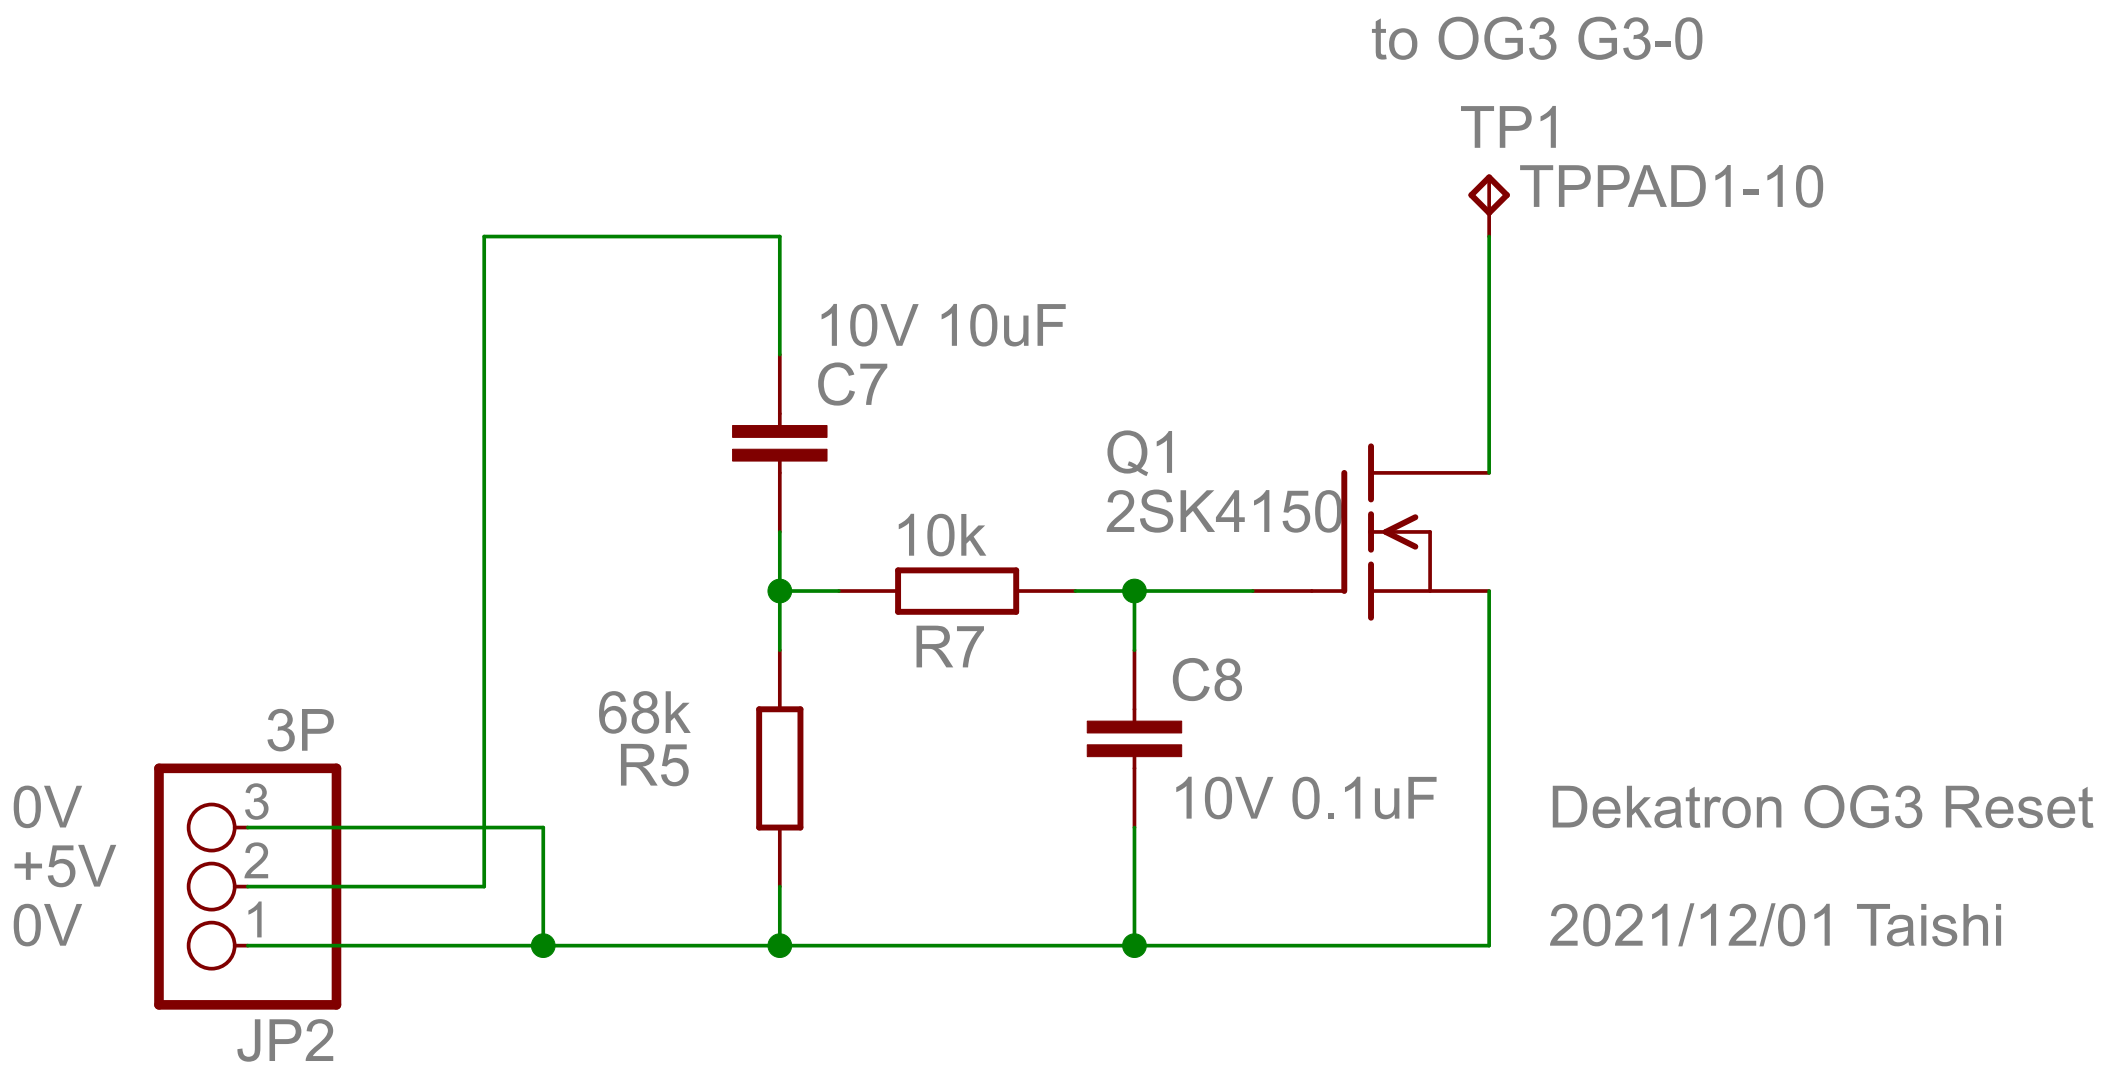 to OG3 G3-0
TP1
TPPAD1-10
10V 10uF
C7
Q1
2SK4150
10k
R7
C8
68k
R5
10V 0.1uF
3P
0V
3
+5V
2
0V
1
JP2
Dekatron OG3 Reset
2021/12/01 Taishi